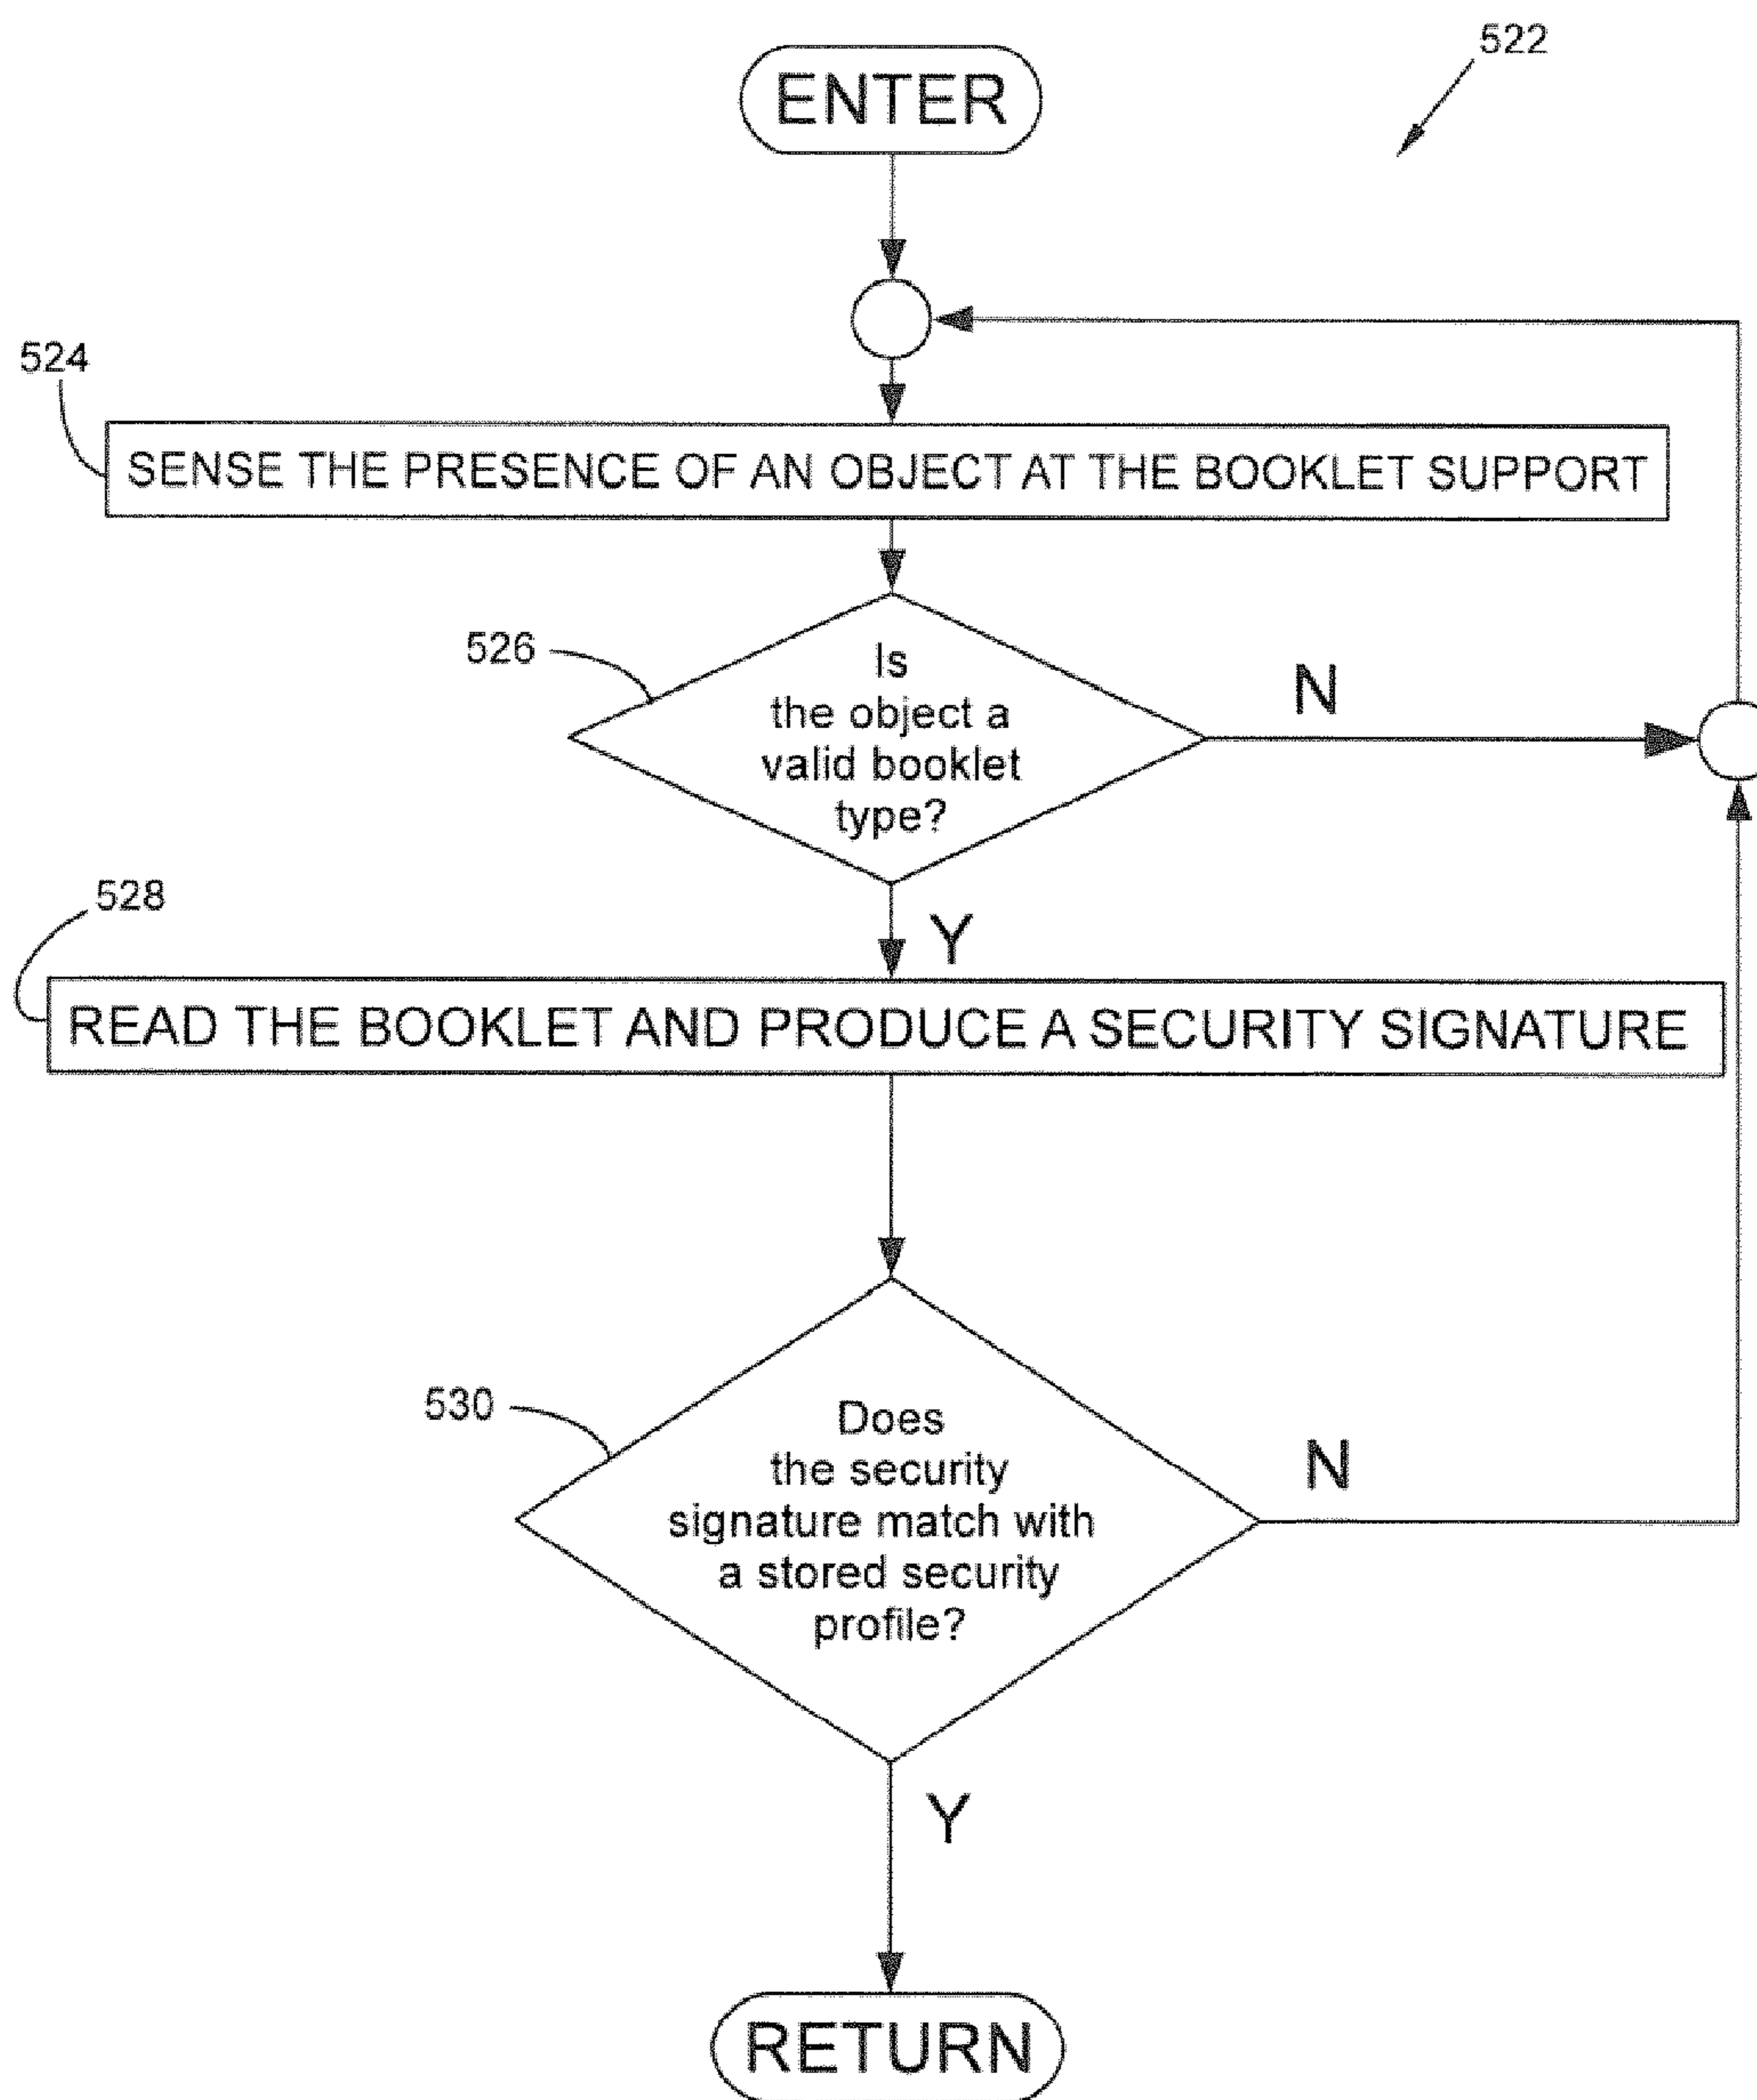 522
ENTER
524
SENSE THE PRESENCE OF AN OBJECT AT THE BOOKLET SUPPORT
526
Is
the object a
valid booklet
type?
N
Y
528
READ THE BOOKLET AND PRODUCE A SECURITY SIGNATURE
530
Does
the security
signature match with
a stored security
profile?
N
Y
RETURN